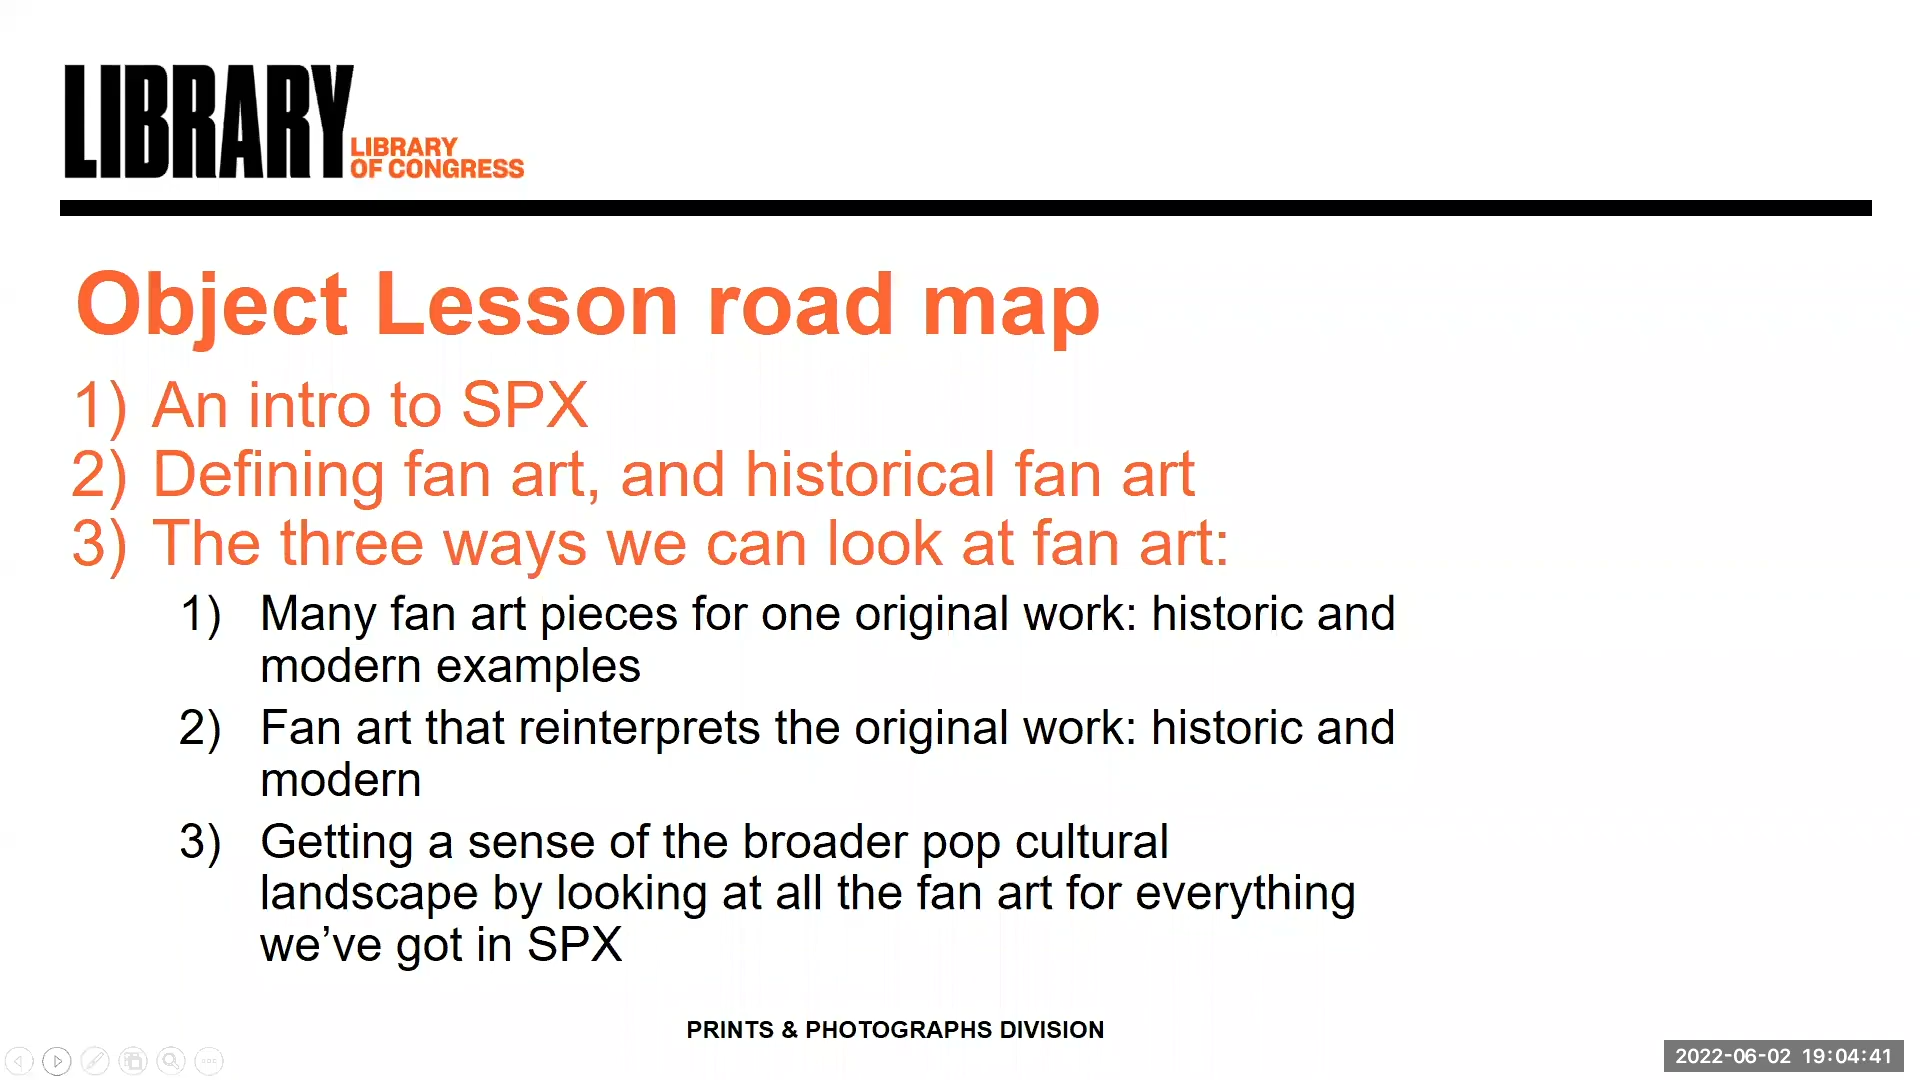 LIBRARY
LIBRARY
OF CONGRESS
Object Lesson road map
1) An intro to SPX
2) Defining fan art, and historical fan art
3) The three ways we can look at fan art:
1) Many fan art pieces for one original work: historic and
modern examples
2) Fan art that reinterprets the original work: historic and
modern
3) Getting a sense of the broader pop cultural
landscape by looking at all the fan art for everything
we’ve got in SPX
PRINTS & PHOTOGRAPHS DIVISION
2022-06-02 19:04:41